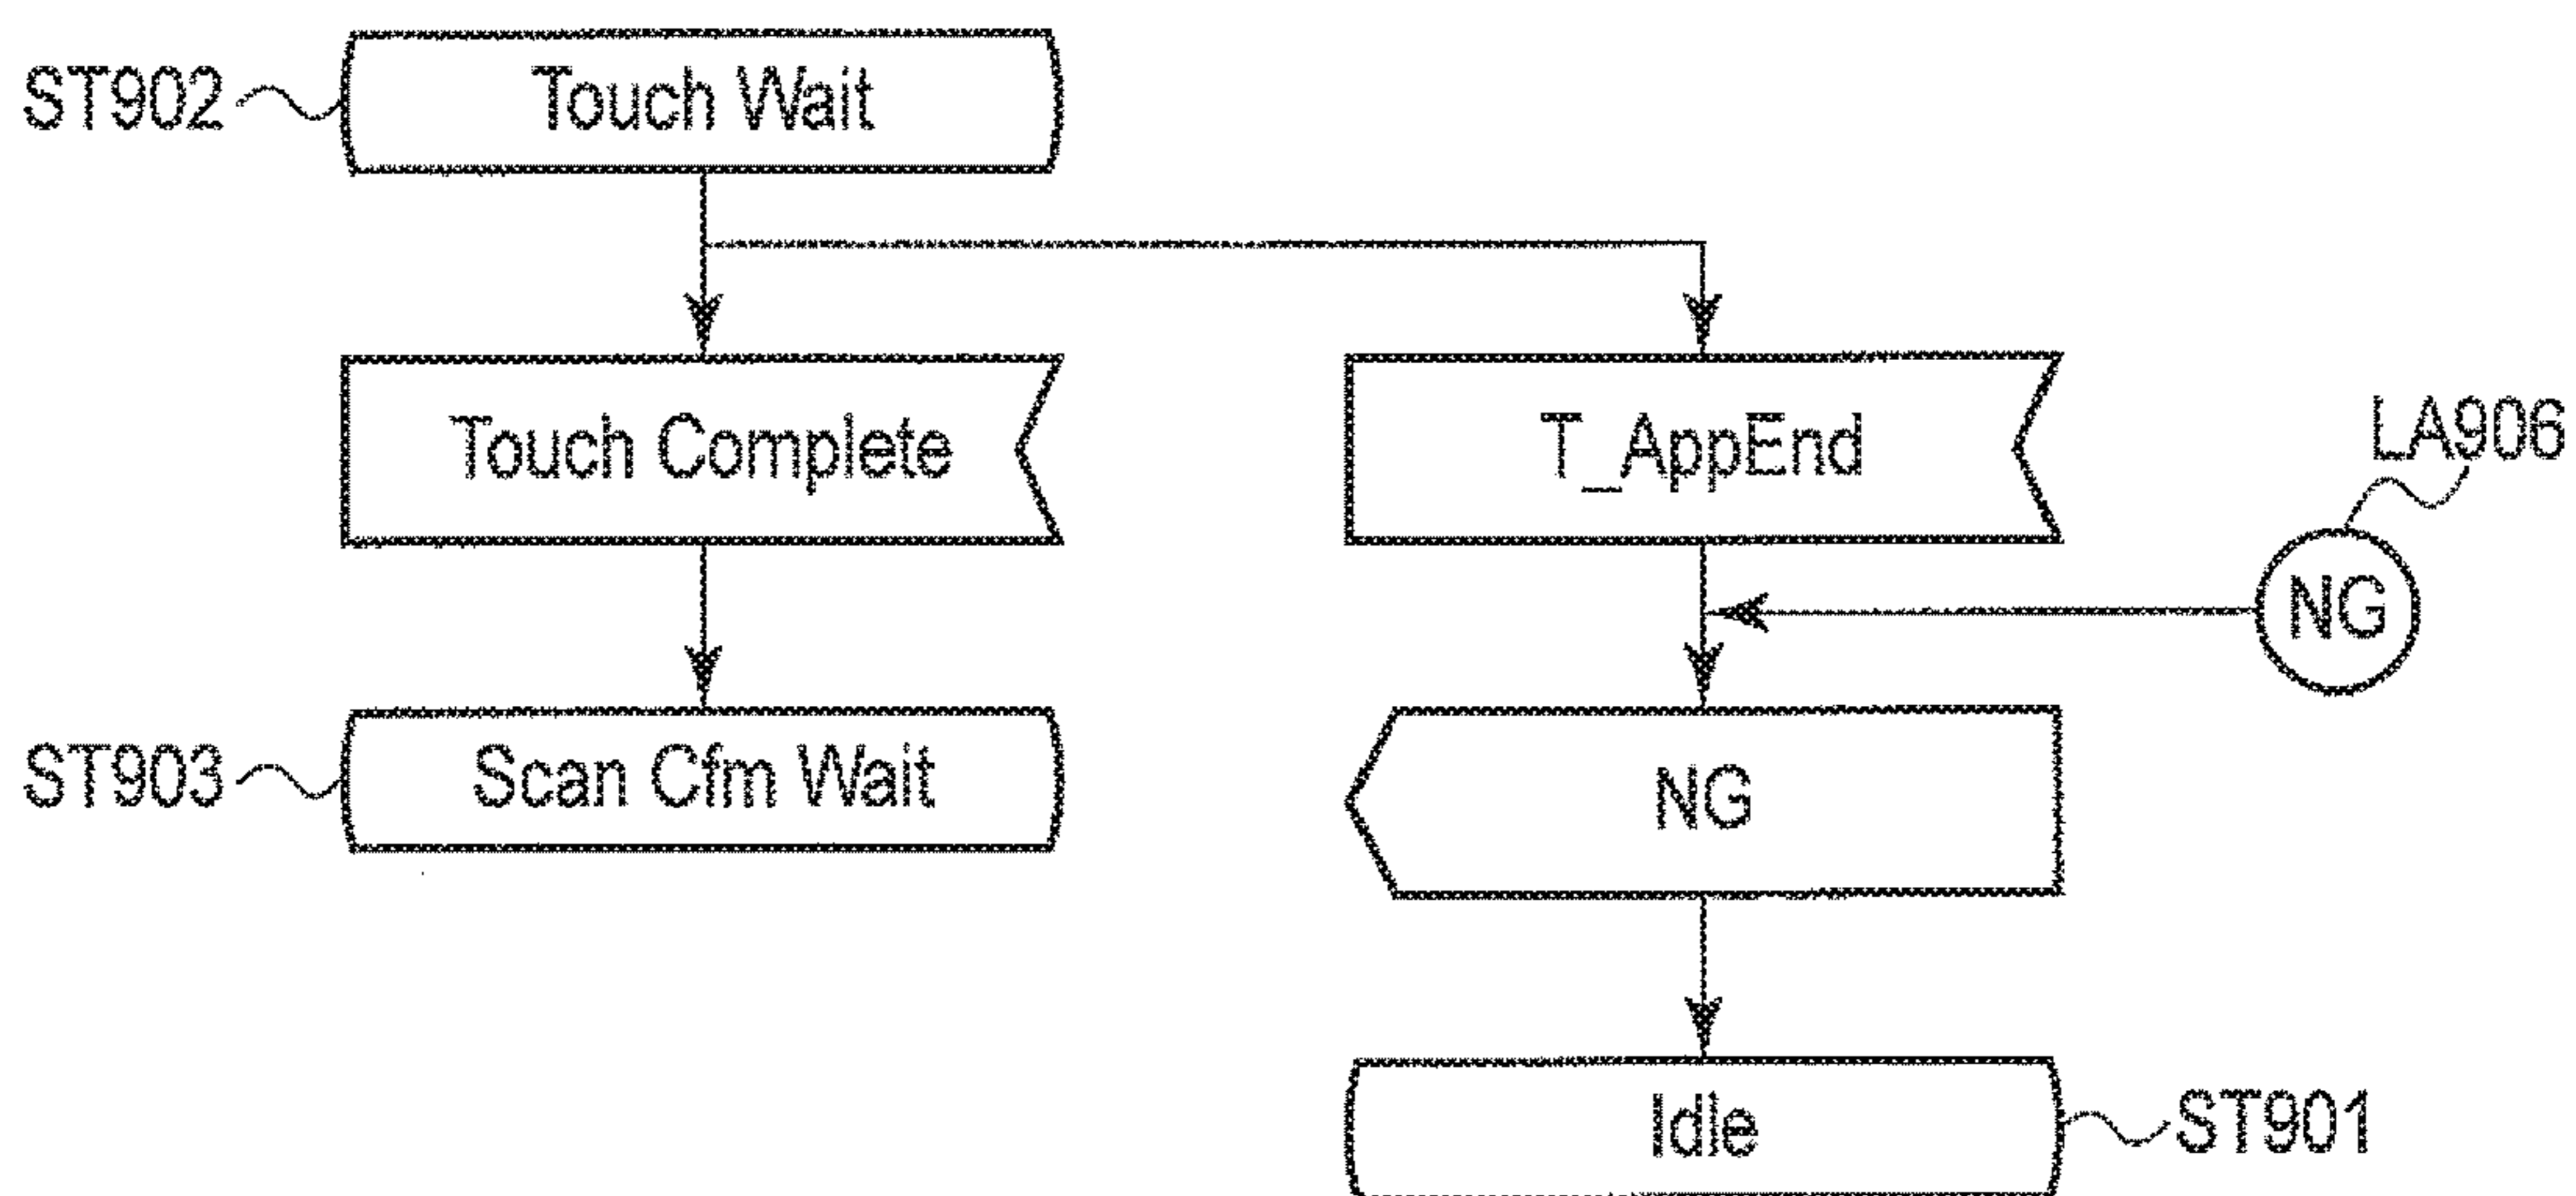 ST902
Touch Wait
Touch Complete
T_AppEnd
LA906
NG
ST903
Scan Cfm Wait
NG
Idle
ST901